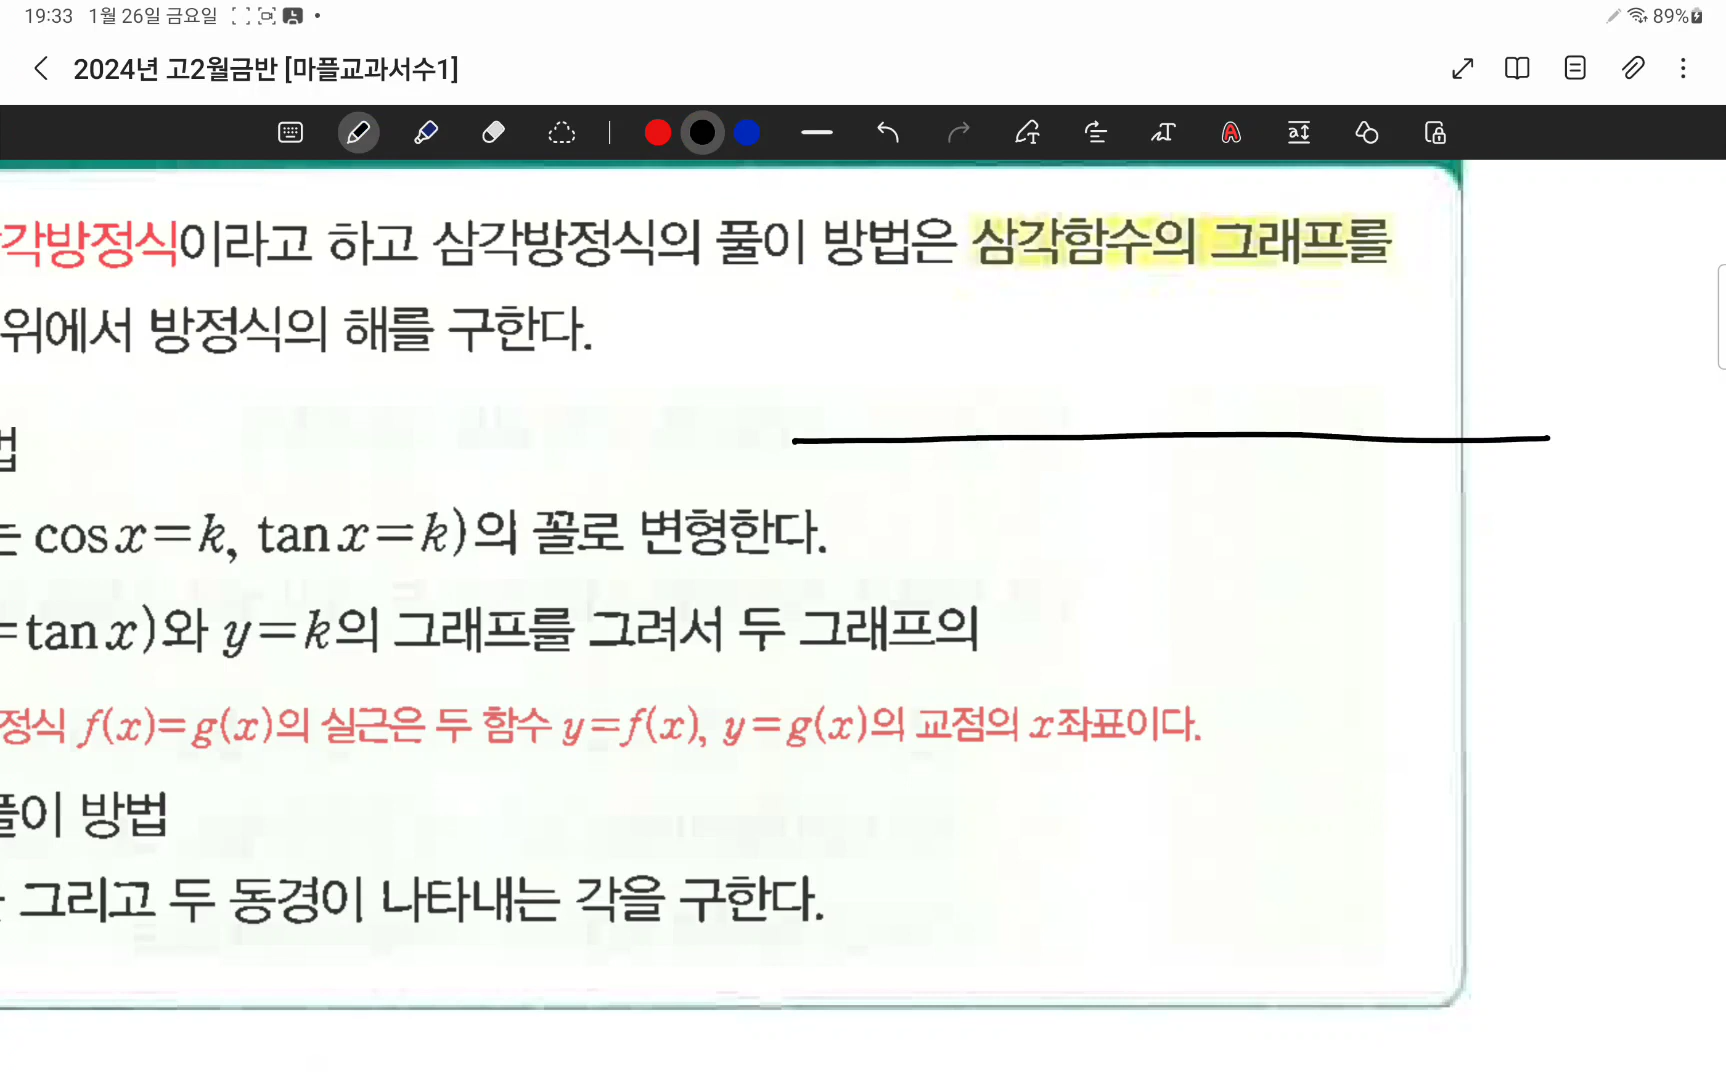 19:33 1월 26일 금요일
89%
2024년 고2월금반 [마플교과서수1]
각방정식이라고 하고 삼각방정식의 풀이 방법은 삼각함수의 그래프를
위에서 방정식의 해를 구한다.
법
는 cos x=k, tan x=k)의 꼴로 변형한다.
=tan x)와 y=k의 그래프를 그려서 두 그래프의
정식 f(x)=g(x)의 실근은 두 함수 y=f(x), y=g(x)의 교점의 x좌표이다.
풀이 방법
그리고 두 동경이 나타내는 각을 구한다.